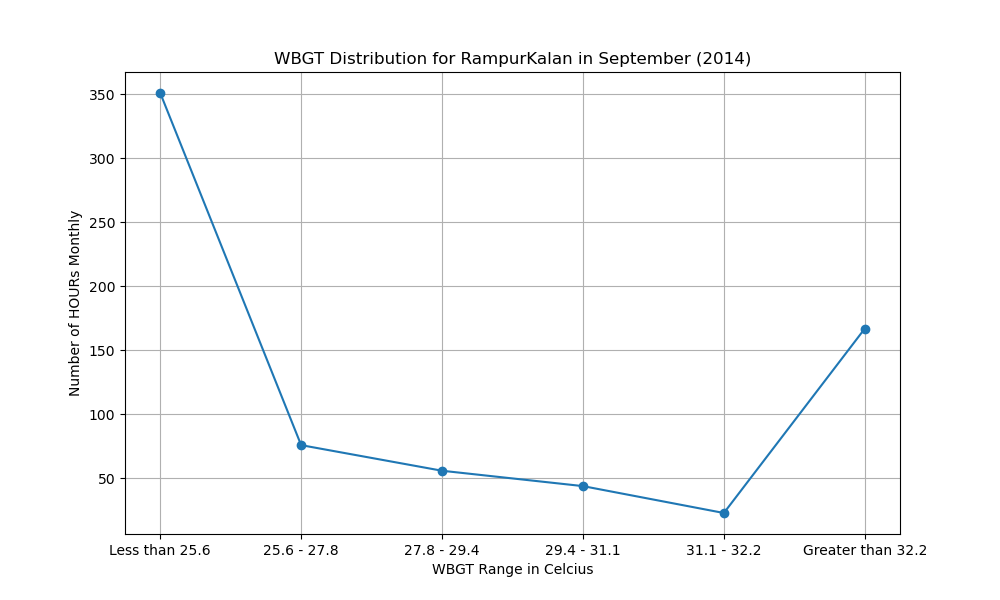 WBGT Distribution for RampurKalan in September (2014)
Number of HOURs Monthly
350
300
250
200
150
100
50
Less than 25.6
25.6 - 27.8
27.8 - 29.4
29.4 - 31.1
31.1 - 32.2
Greater than 32.2
WBGT Range in Celcius